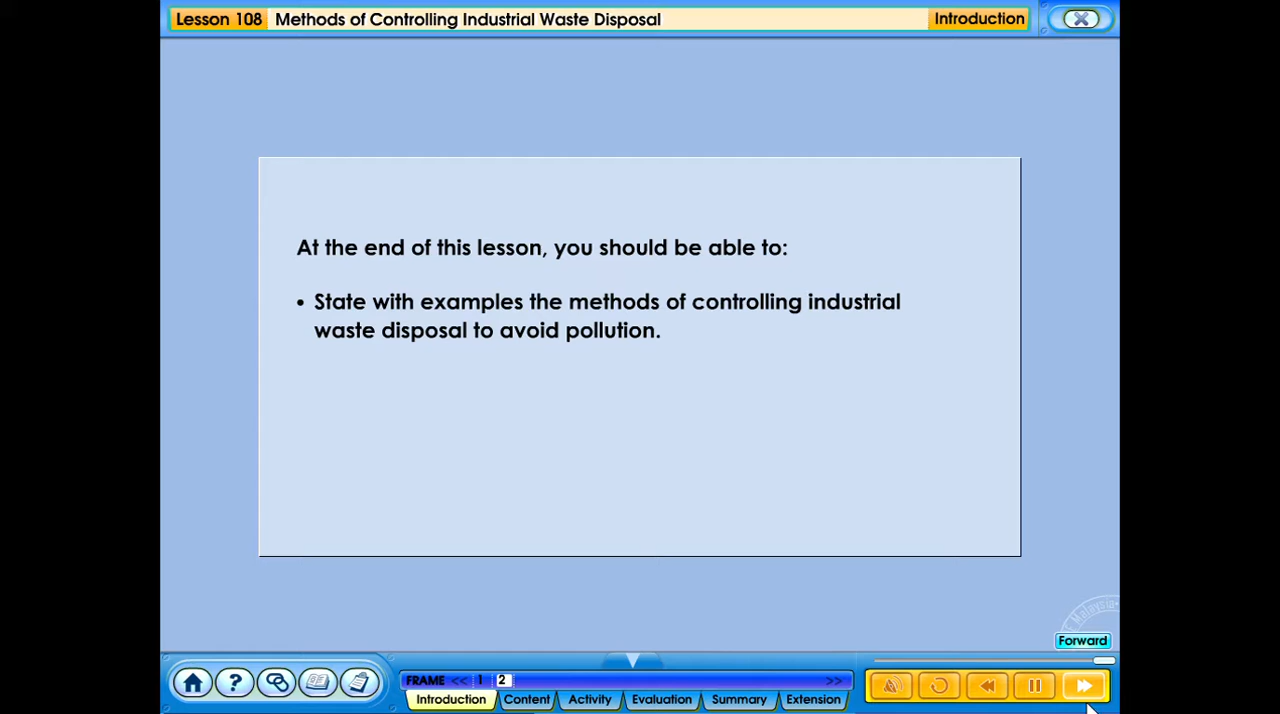 Lesson 108 Methods of Controlling Industrial Waste Disposal Introduction
At the end of this lesson, you should be able to:
• State with examples the methods of controlling industrial
waste disposal to avoid pollution.
Malaysia
Forward
FRAME << 1 2 >>
Introduction Content Activity Evaluation Summary Extension